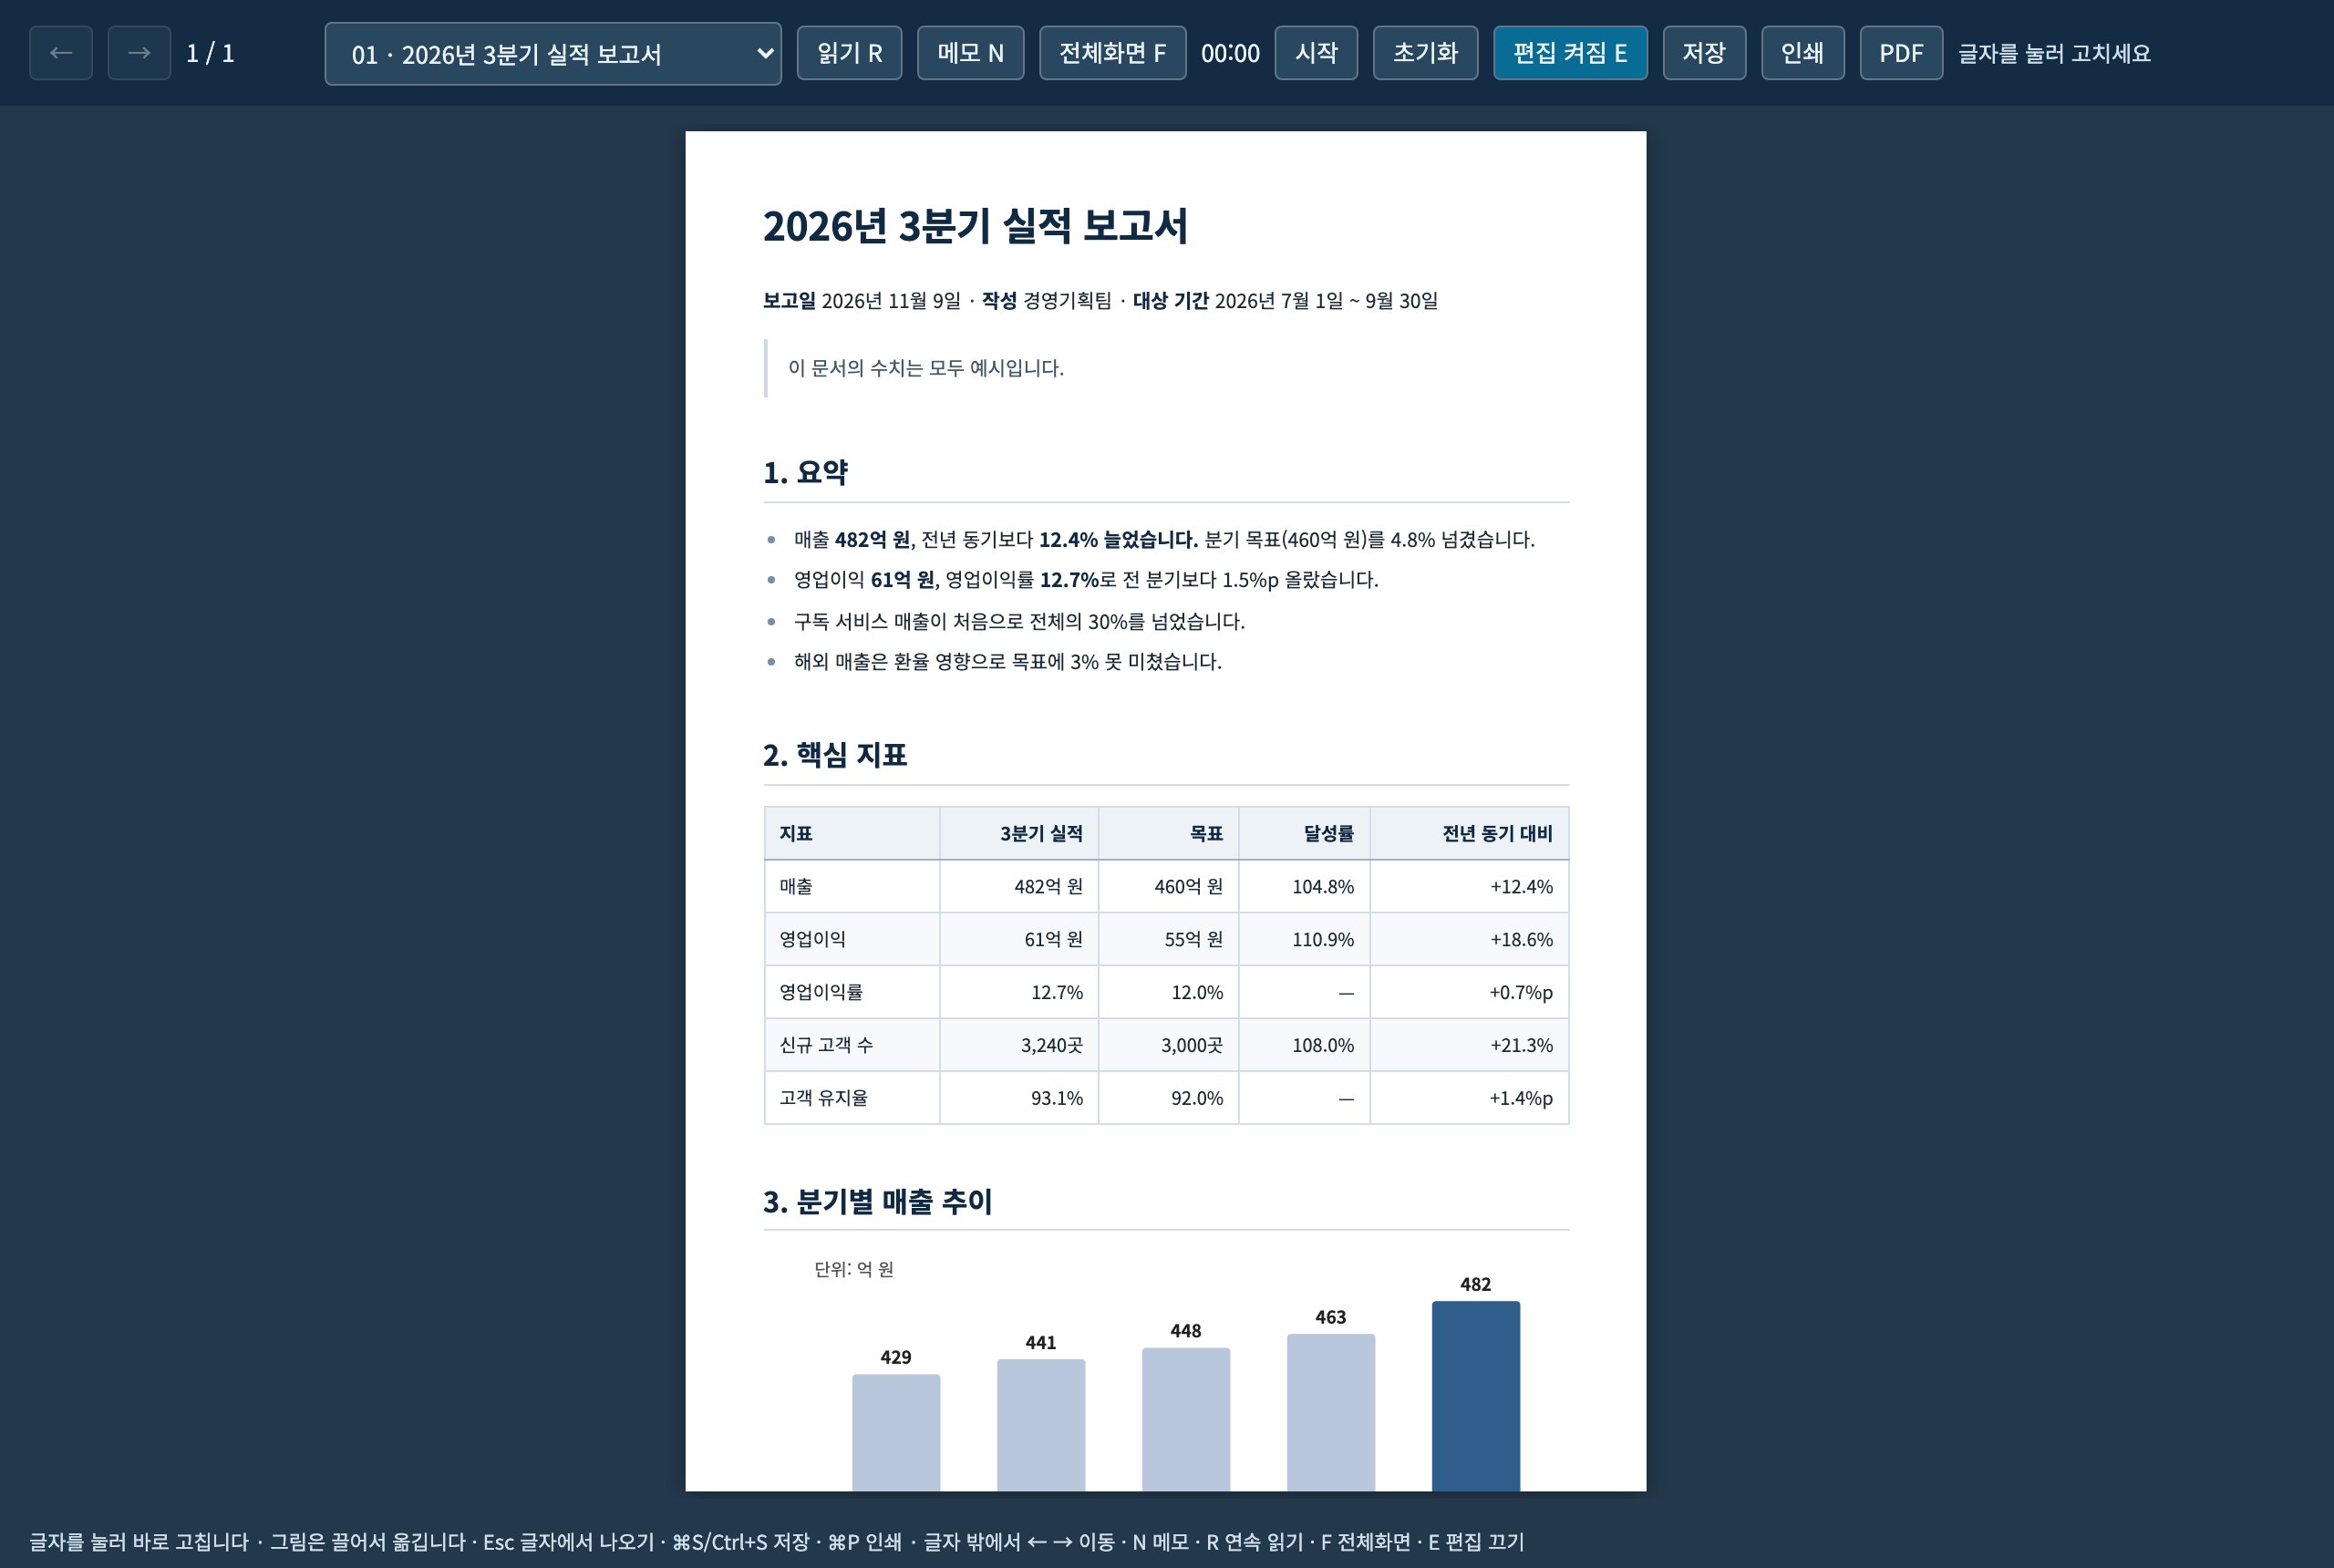 ← → 1 / 1 01 · 2026년 3분기 실적 보고서 읽기 R 메모 N 전체화면 F 00:00 시작 초기화 편집 켜짐 E 저장 인쇄 PDF 글자를 눌러 고치세요
2026년 3분기 실적 보고서
보고일 2026년 11월 9일 · 작성 경영기획팀 · 대상 기간 2026년 7월 1일 ~ 9월 30일
이 문서의 수치는 모두 예시입니다.
1. 요약
• 매출 482억 원, 전년 동기보다 12.4% 늘었습니다. 분기 목표(460억 원)를 4.8% 넘겼습니다.
• 영업이익 61억 원, 영업이익률 12.7%로 전 분기보다 1.5%p 올랐습니다.
• 구독 서비스 매출이 처음으로 전체의 30%를 넘었습니다.
• 해외 매출은 환율 영향으로 목표에 3% 못 미쳤습니다.
2. 핵심 지표
지표 3분기 실적 목표 달성률 전년 동기 대비
매출 482억 원 460억 원 104.8% +12.4%
영업이익 61억 원 55억 원 110.9% +18.6%
영업이익률 12.7% 12.0% — +0.7%p
신규 고객 수 3,240곳 3,000곳 108.0% +21.3%
고객 유지율 93.1% 92.0% — +1.4%p
3. 분기별 매출 추이
단위: 억 원
429 441 448 463 482
글자를 눌러 바로 고칩니다 · 그림은 끌어서 옮깁니다 · Esc 글자에서 나오기 · ⌘S/Ctrl+S 저장 · ⌘P 인쇄 · 글자 밖에서 ← → 이동 · N 메모 · R 연속 읽기 · F 전체화면 · E 편집 끄기